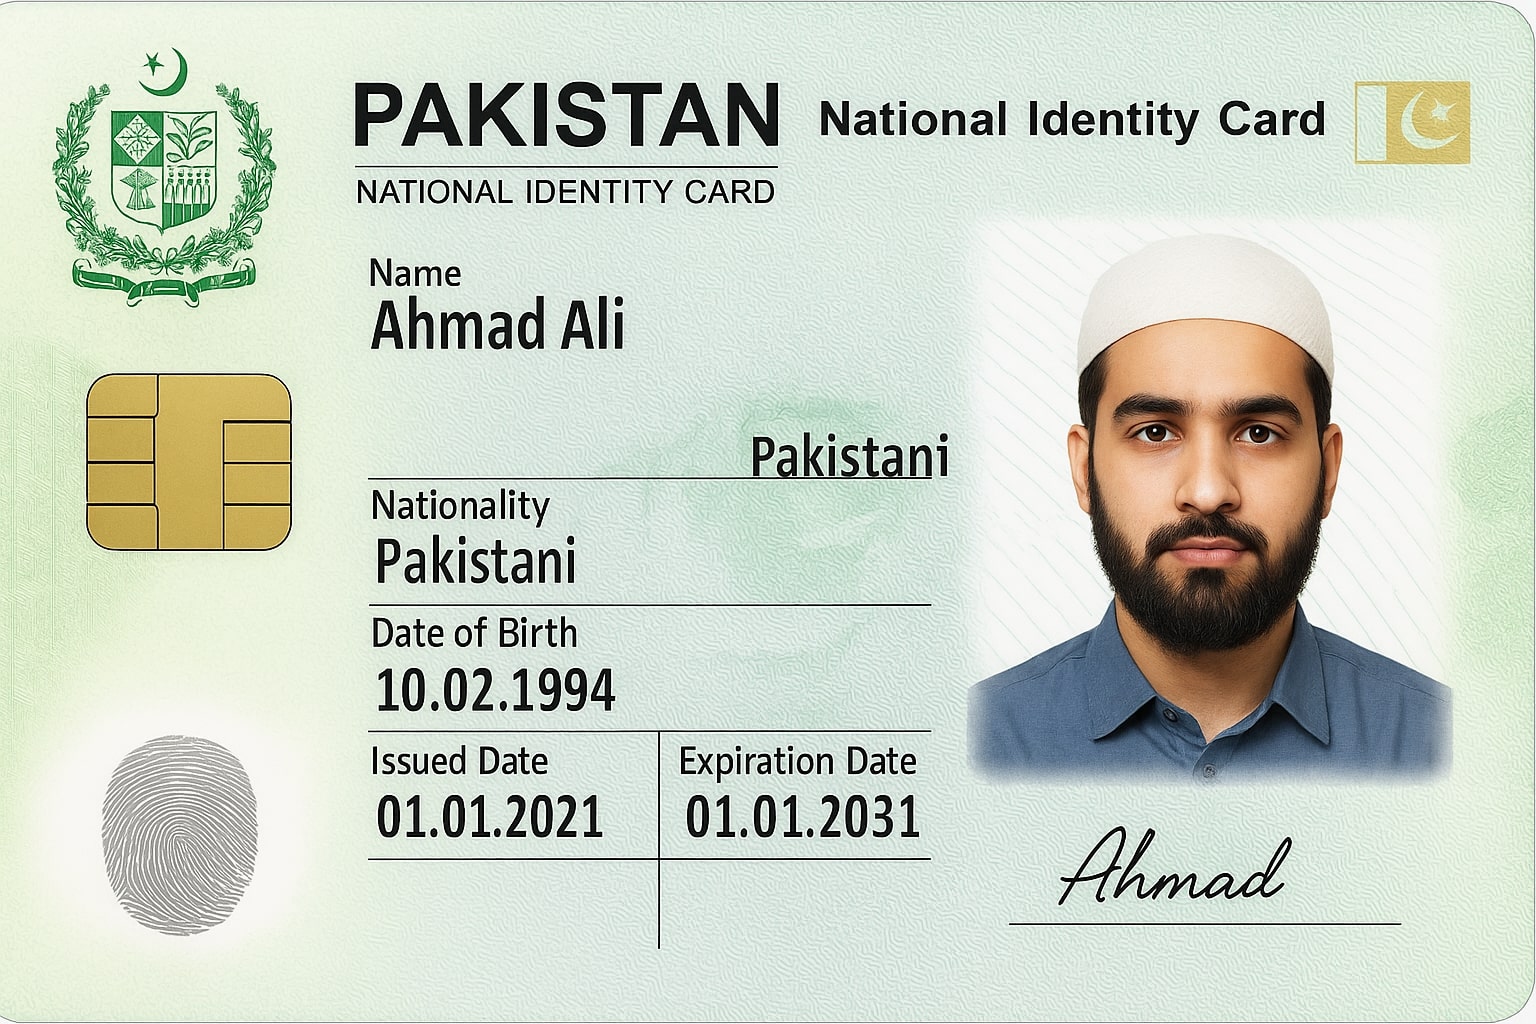 PAKISTAN National Identity Card
NATIONAL IDENTITY CARD
Name
Ahmad Ali
Pakistani
Nationality
Pakistani
Date of Birth
10.02.1994
Issued Date
01.01.2021
Expiration Date
01.01.2031
Ahmad